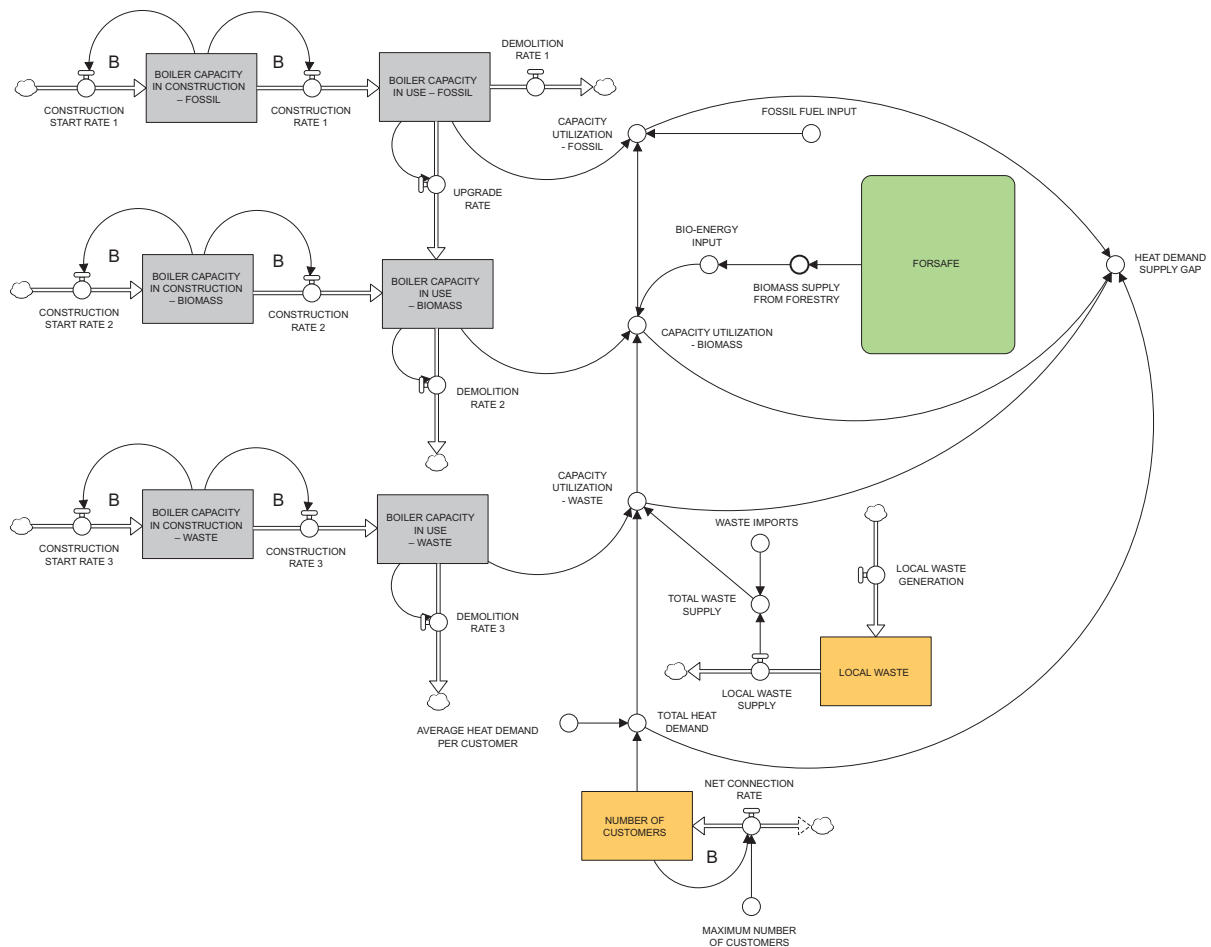 DEMOLITION
RATE 1
B
B
BOILER CAPACITY
IN CONSTRUCTION
– FOSSIL
BOILER CAPACITY
IN USE – FOSSIL
CONSTRUCTION
START RATE 1
CONSTRUCTION
RATE 1
CAPACITY
UTILIZATION
- FOSSIL
FOSSIL FUEL INPUT
UPGRADE
RATE
B
B
BOILER CAPACITY
IN CONSTRUCTION
– BIOMASS
BOILER CAPACITY
IN USE
– BIOMASS
CONSTRUCTION
START RATE 2
CONSTRUCTION
RATE 2
BIO-ENERGY
INPUT
BIOMASS SUPPLY
FROM FORESTRY
FORSAFE
HEAT DEMAND
SUPPLY GAP
CAPACITY UTILIZATION
- BIOMASS
DEMOLITION
RATE 2
B
B
BOILER CAPACITY
IN CONSTRUCTION
– WASTE
BOILER CAPACITY
IN USE
– WASTE
CONSTRUCTION
START RATE 3
CONSTRUCTION
RATE 3
CAPACITY
UTILIZATION
- WASTE
WASTE IMPORTS
LOCAL WASTE
GENERATION
TOTAL WASTE
SUPPLY
DEMOLITION
RATE 3
LOCAL WASTE
LOCAL WASTE
SUPPLY
AVERAGE HEAT DEMAND
PER CUSTOMER
TOTAL HEAT
DEMAND
NET CONNECTION
RATE
NUMBER OF
CUSTOMERS
B
MAXIMUM NUMBER
OF CUSTOMERS